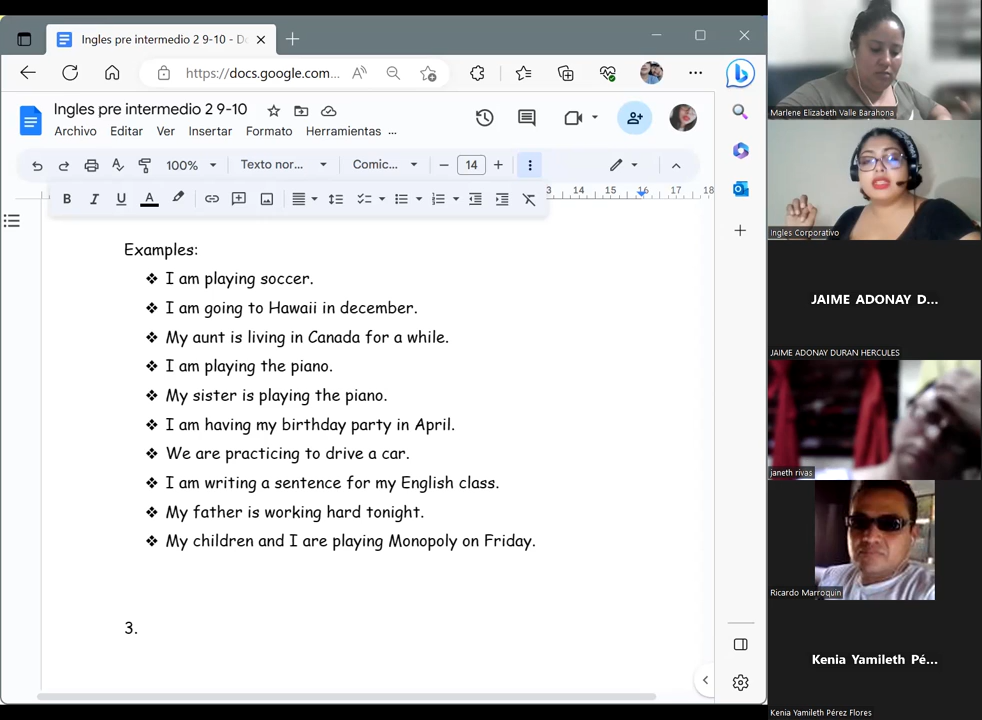 Ingles pre intermedio 2 9-10 - Do
https://docs.google.com...
Ingles pre intermedio 2 9-10
Archivo Editar Ver Insertar Formato Herramientas ...
100% Texto nor... Comic... 14
13 14 15 16 17 18
Examples:
❖ I am playing soccer.
❖ I am going to Hawaii in december.
❖ My aunt is living in Canada for a while.
❖ I am playing the piano.
❖ My sister is playing the piano.
❖ I am having my birthday party in April.
❖ We are practicing to drive a car.
❖ I am writing a sentence for my English class.
❖ My father is working hard tonight.
❖ My children and I are playing Monopoly on Friday.
3.
Marlene Elizabeth Valle Barahona
Ingles Corporativo
JAIME ADONAY D...
JAIME ADONAY DURAN HERCULES
janeth rivas
Ricardo Marroquin
Kenia Yamileth Pé...
Kenia Yamileth Pérez Flores